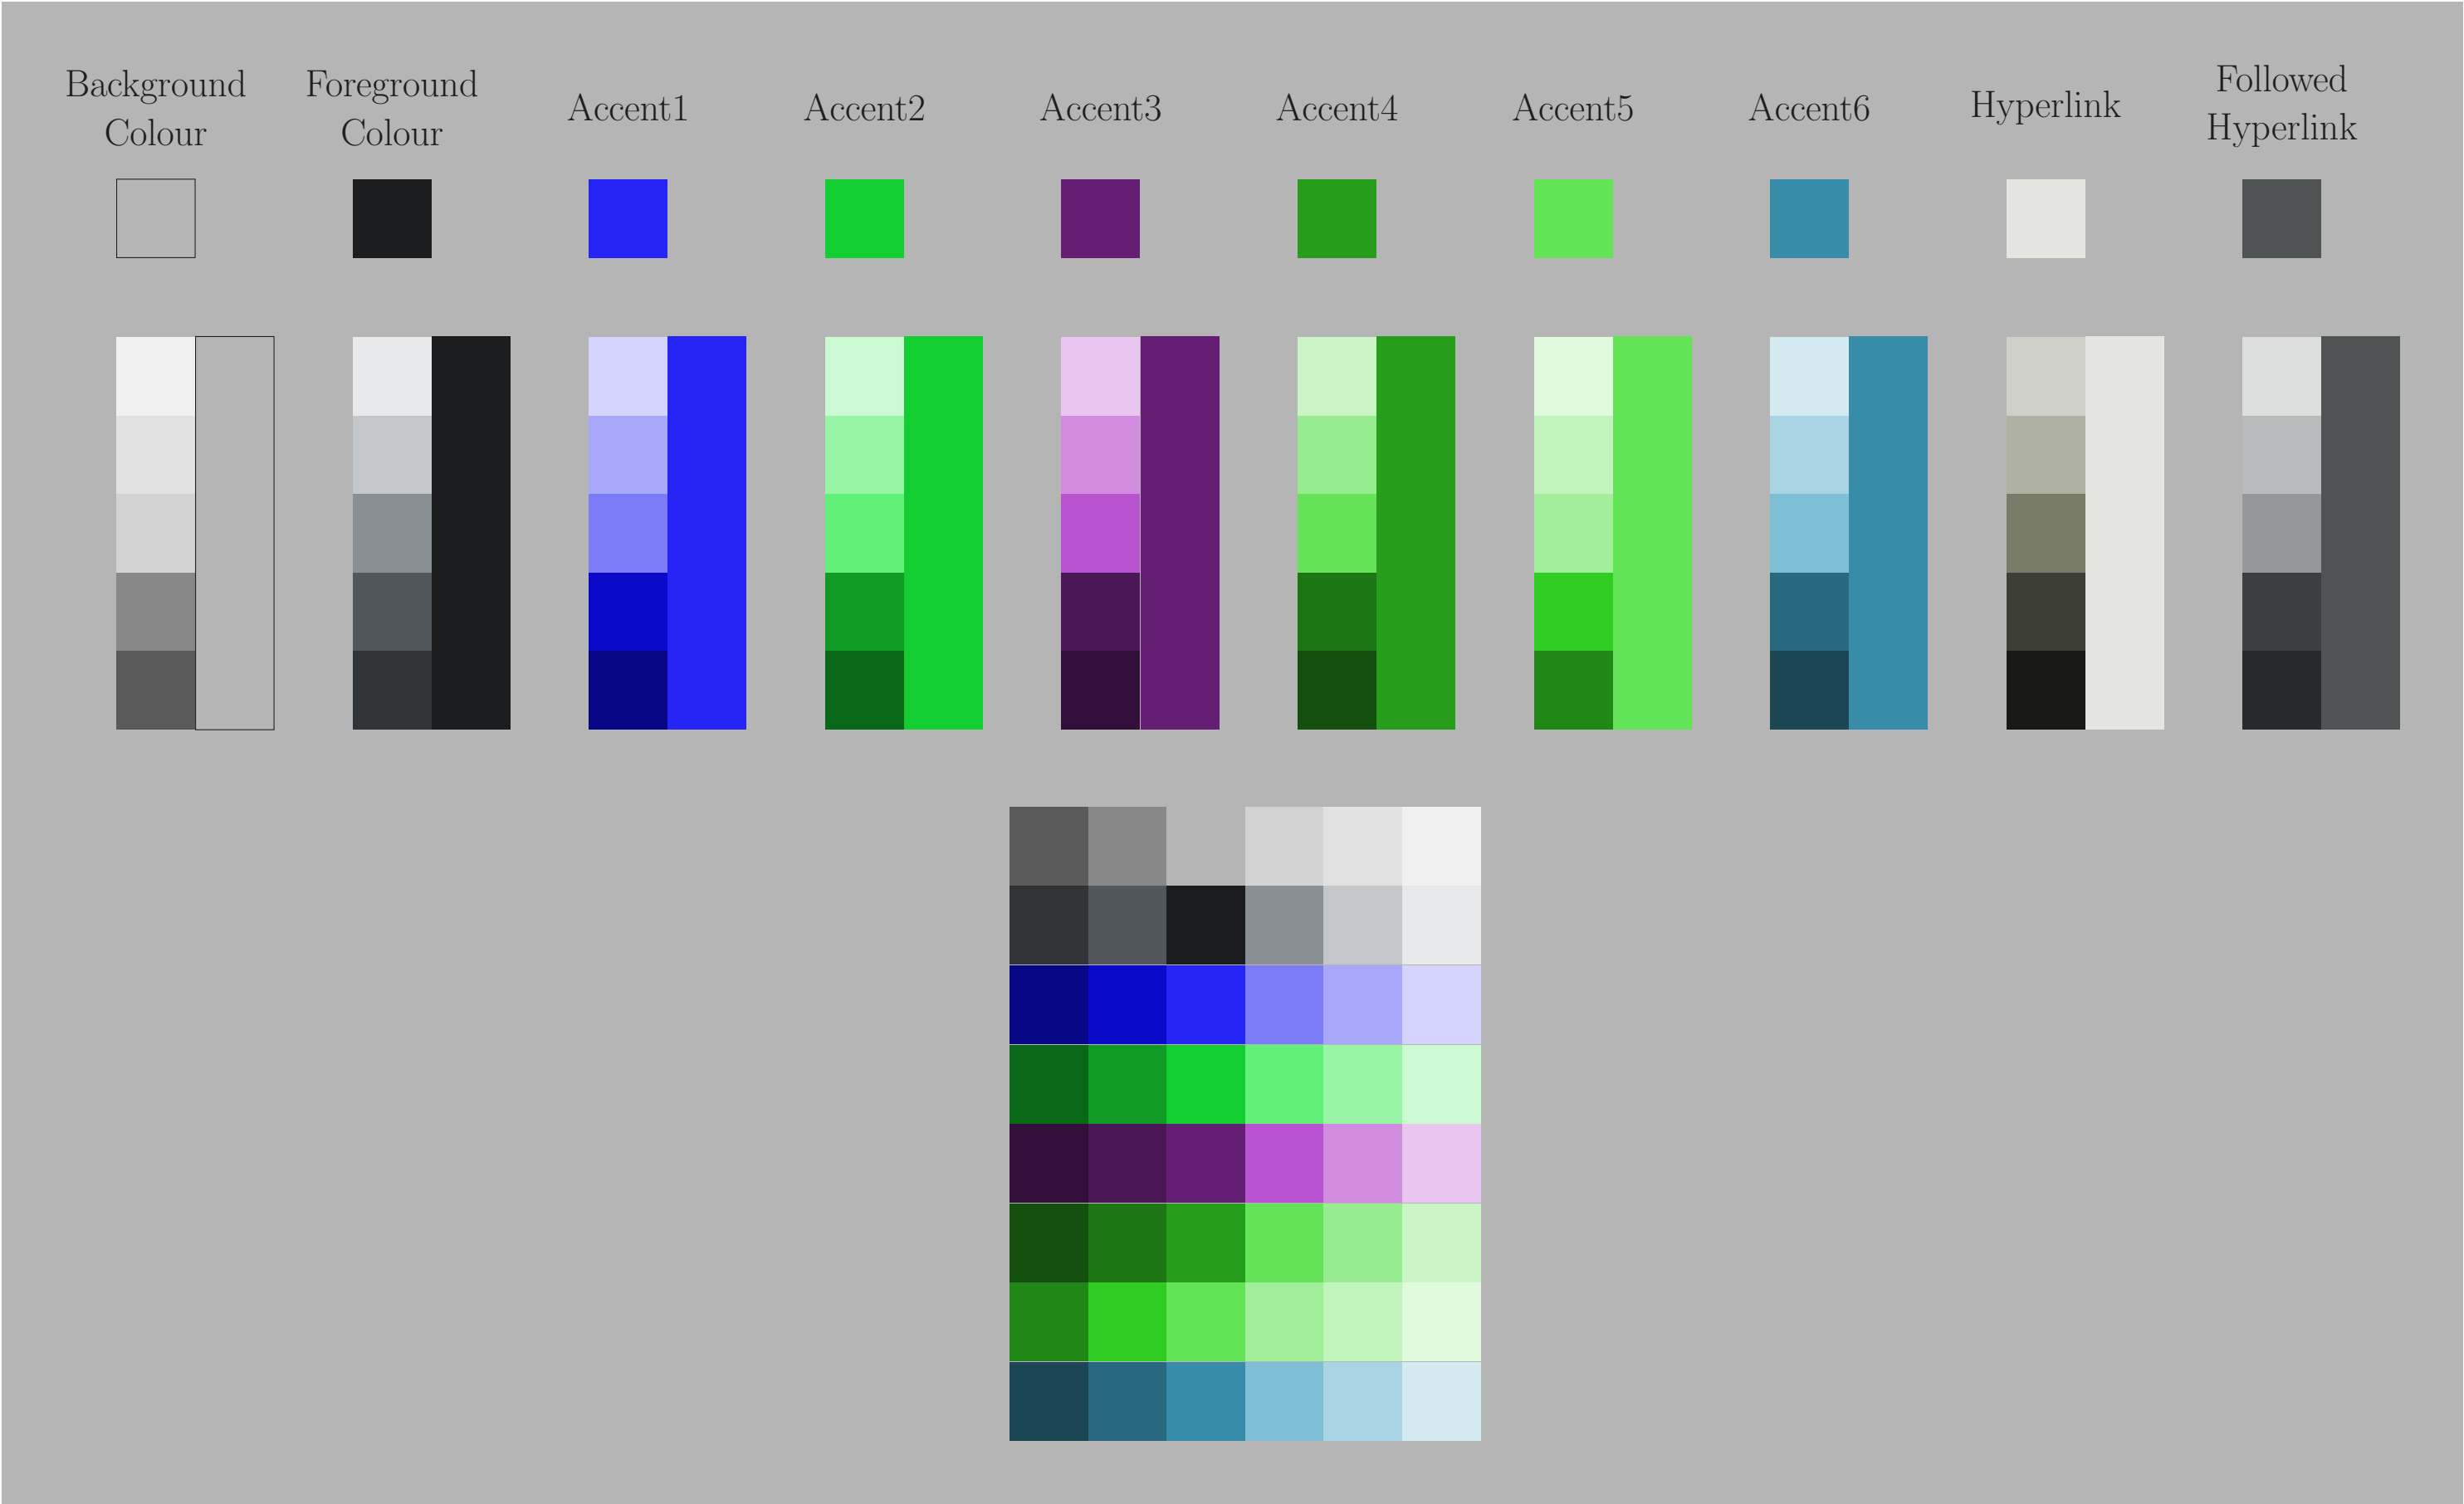 Background
Colour
Foreground
Colour
Accent1
Accent2
Accent3
Accent4
Accent5
Accent6
Hyperlink
Followed
Hyperlink